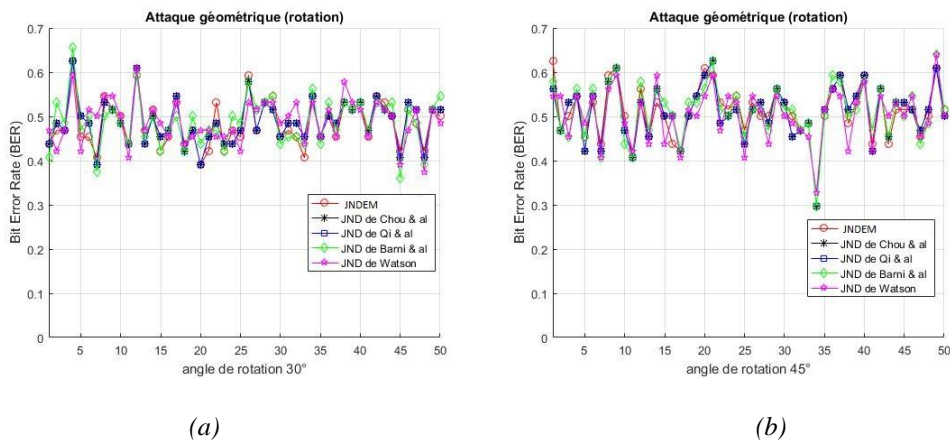 Attaque géométrique (rotation)
Bit Error Rate (BER)
0.7
0.6
0.5
0.4
0.3
0.2
0.1
0
JNDEM
JND de Chou & al
JND de Qi & al
JND de Barni & al
JND de Watson
5 10 15 20 25 30 35 40 45 50
angle de rotation 30°
(a)
Attaque géométrique (rotation)
Bit Error Rate (BER)
0.7
0.6
0.5
0.4
0.3
0.2
0.1
0
JNDEM
JND de Chou & al
JND de Qi & al
JND de Barni & al
JND de Watson
5 10 15 20 25 30 35 40 45 50
angle de rotation 45°
(b)